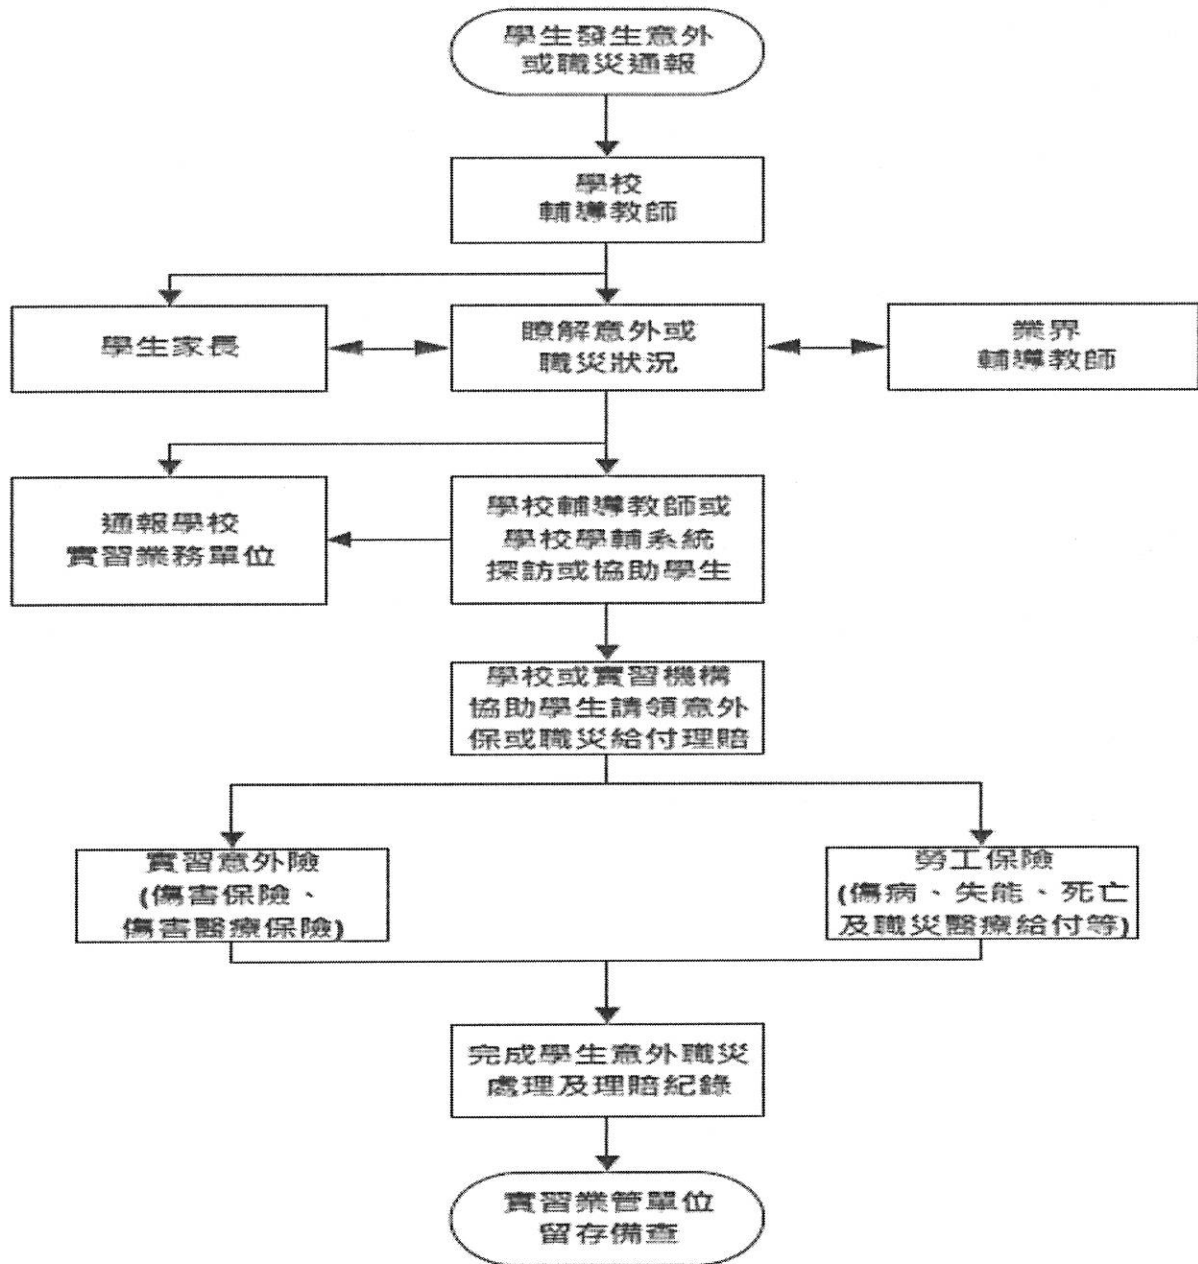 學生發生意外
或職災通報
學校
輔導教師
學生家長
瞭解意外或
職災狀況
業界
輔導教師
通報學校
實習業務單位
學校輔導教師或
學校學輔系統
探訪或協助學生
學校或實習機構
協助學生請領意外
保或職災給付理賠
實習意外險
(傷害保險、
傷害醫療保險)
勞工保險
(傷病、失能、死亡
及職災醫療給付等)
完成學生意外職災
處理及理賠紀錄
實習業管單位
留存備查